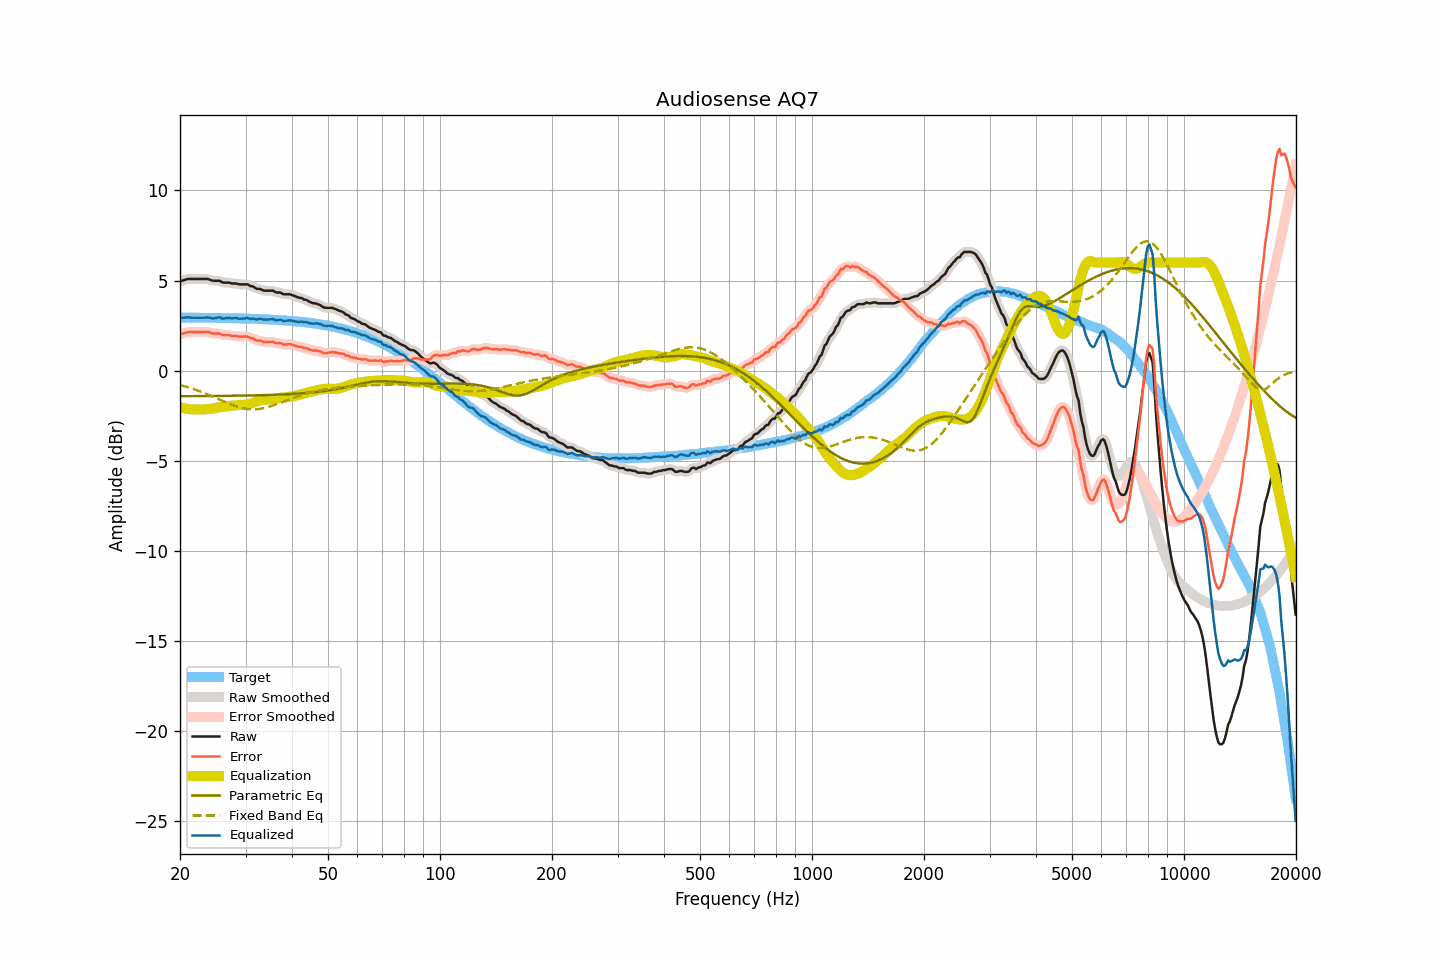 Audiosense AQ7
Amplitude (dBr)
10
5
0
−5
−10
−15
−20
−25
Target
Raw Smoothed
Error Smoothed
Raw
Error
Equalization
Parametric Eq
Fixed Band Eq
Equalized
20 50 100 200 500 1000 2000 5000 10000 20000
Frequency (Hz)